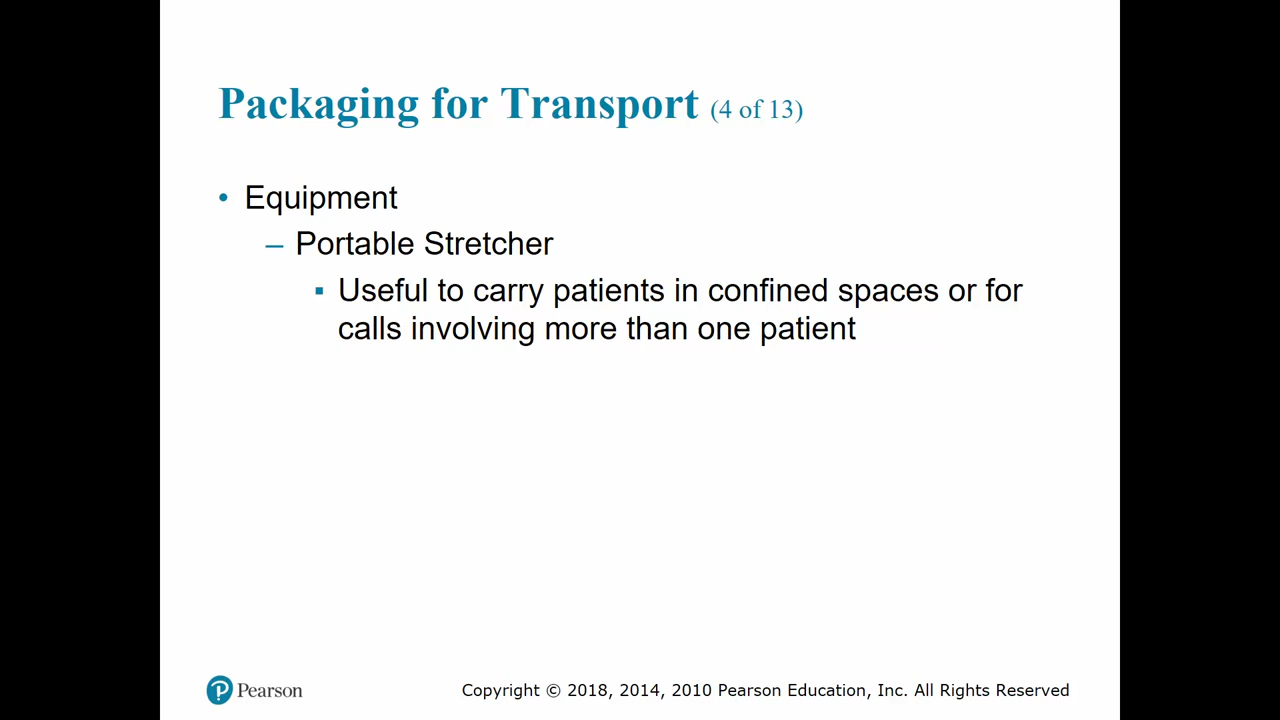 Packaging for Transport (4 of 13)
• Equipment
– Portable Stretcher
▪ Useful to carry patients in confined spaces or for
calls involving more than one patient
Pearson
Copyright © 2018, 2014, 2010 Pearson Education, Inc. All Rights Reserved